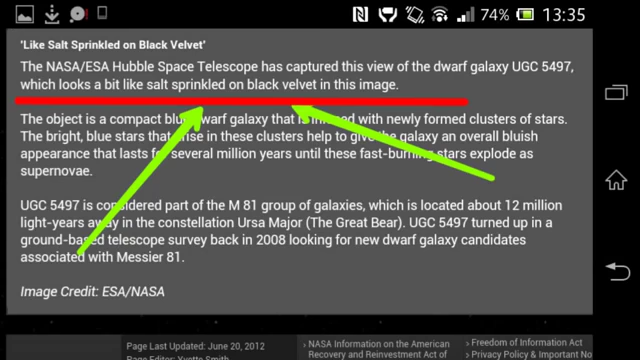 74% 13:35
'Like Salt Sprinkled on Black Velvet'
The NASA/ESA Hubble Space Telescope has captured this view of the dwarf galaxy UGC 5497,
which looks a bit like salt sprinkled on black velvet in this image.
The object is a compact blue dwarf galaxy that is infused with newly formed clusters of stars.
The bright, blue stars that arise in these clusters help to give the galaxy an overall bluish
appearance that lasts for several million years until these fast-burning stars explode as
supernovae.
UGC 5497 is considered part of the M 81 group of galaxies, which is located about 12 million
light-years away in the constellation Ursa Major (The Great Bear). UGC 5497 turned up in a
ground-based telescope survey back in 2008 looking for new dwarf galaxy candidates
associated with Messier 81.
Image Credit: ESA/NASA
Page Last Updated: June 20, 2012
Page Editor: Yvette Smith
› NASA Information on the American
Recovery and Reinvestment Act of
› Freedom of Information Act
› Privacy Policy & Important No